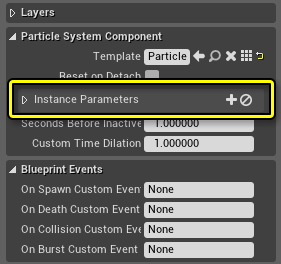 Layers
Particle System Component
Template Particle
Reset on Detach
Instance Parameters
Seconds Before Inactive 1.000000
Custom Time Dilation 1.000000
Blueprint Events
On Spawn Custom Event None
On Death Custom Event None
On Collision Custom Eve None
On Burst Custom Event None